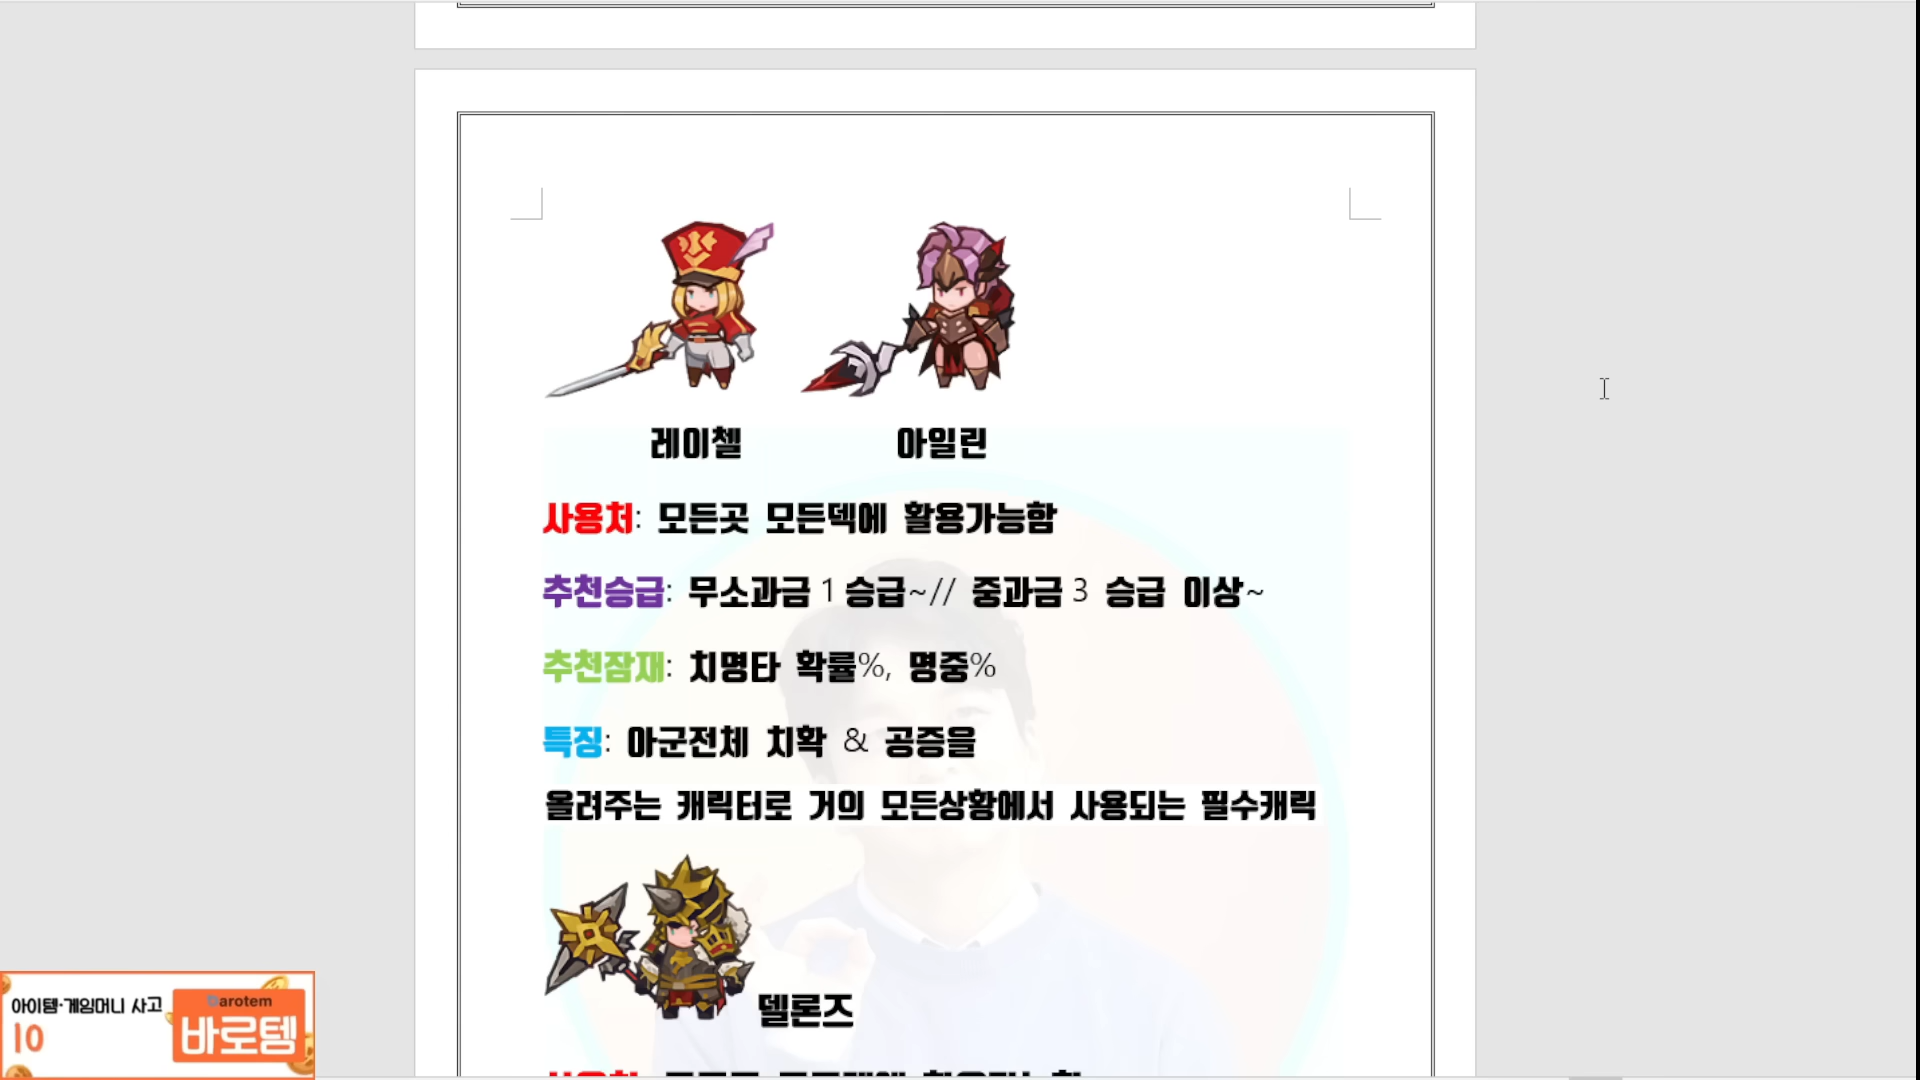 레이첼 아일린
사용처: 모든곳 모든덱에 활용가능함
추천승급: 무소과금 1 승급~// 중과금 3 승급 이상~
추천잠재: 치명타 확률%, 명중%
특징: 아군전체 치확 & 공증을
올려주는 캐릭터로 거의 모든상황에서 사용되는 필수캐릭
델론즈
아이템·게임머니 사고
10
Barotem
바로템